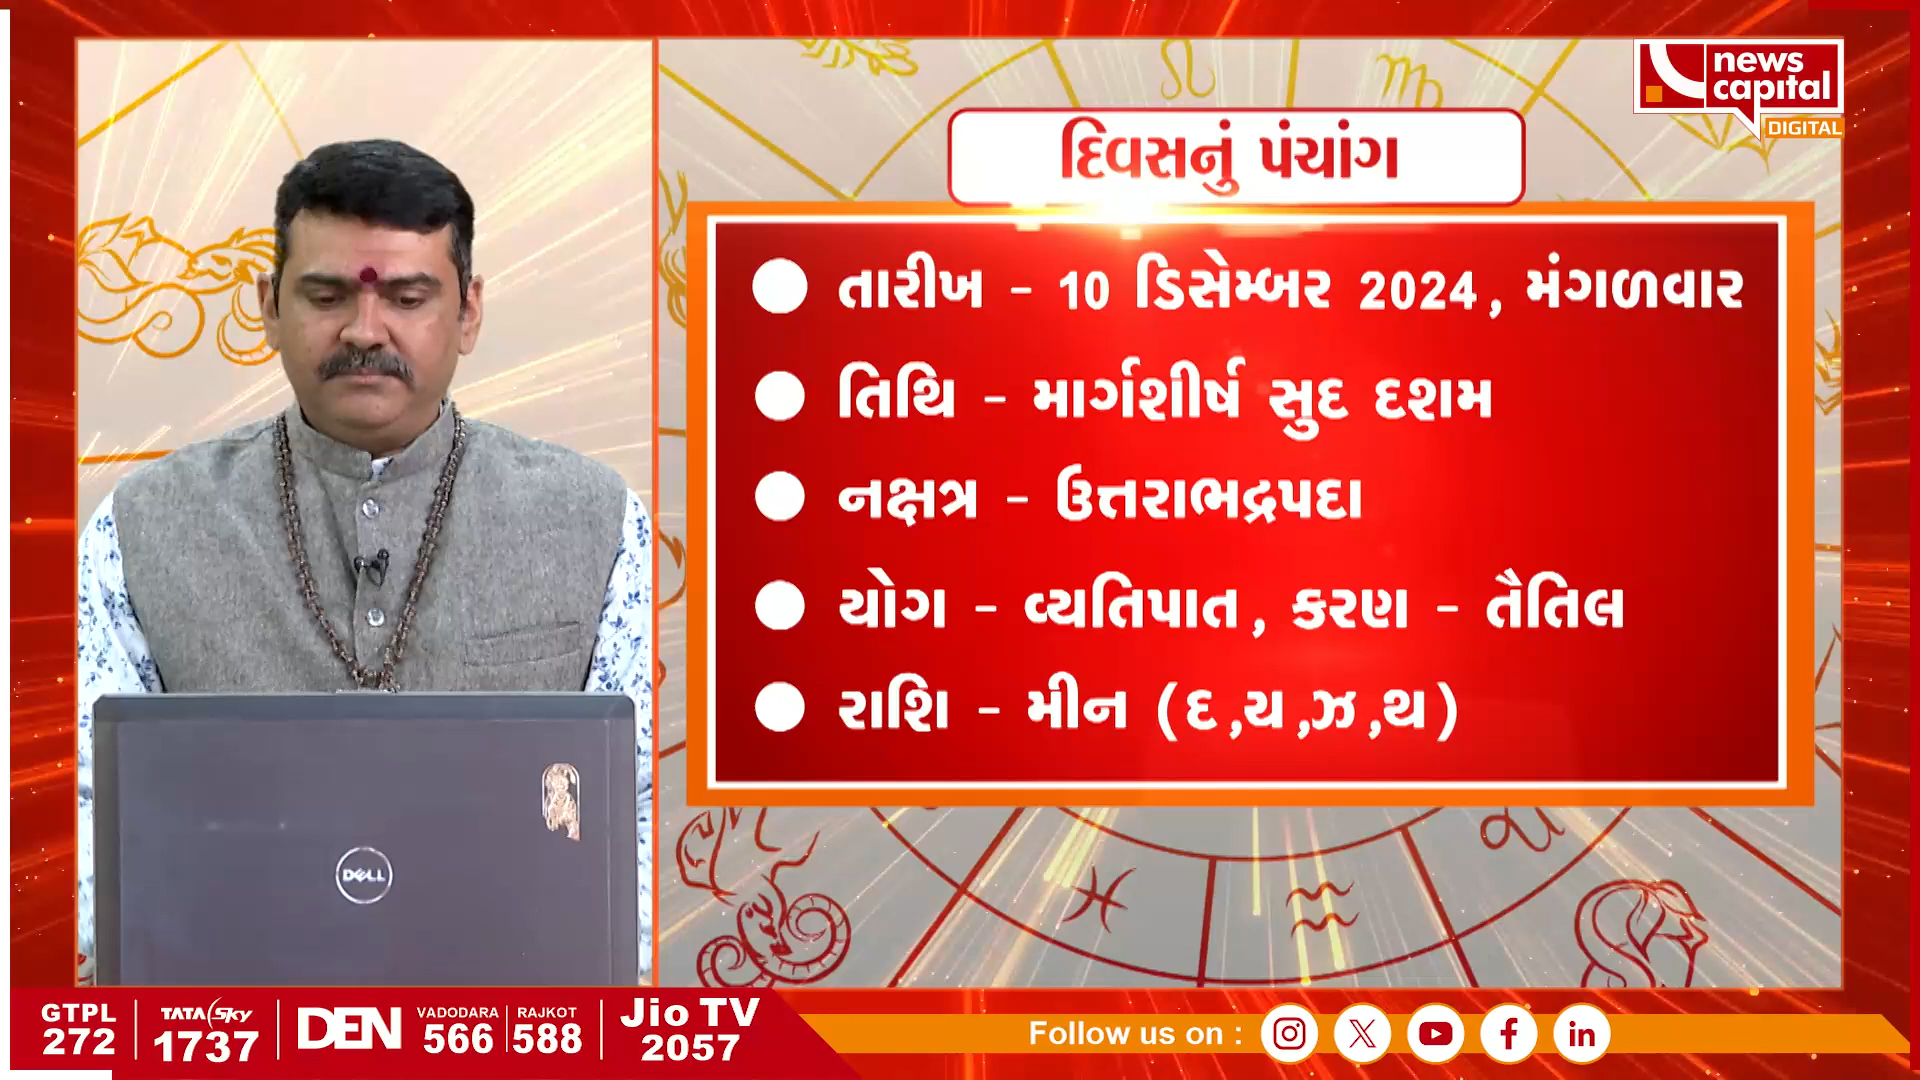 news
capital
DIGITAL
દિવસનું પંચાંગ
તારીખ - 10 ડિસેમ્બર 2024, મંગળવાર
તિથિ - માર્ગશીર્ષ સુદ દશમ
નક્ષત્ર - ઉત્તરાભદ્રપદા
યોગ - વ્યતિપાત, કરણ - તૈતિલ
રાશિ - મીન (દ,ચ,ઝ,થ)
DELL
GTPL
272
TATA Sky
1737
DEN
VADODARA
566
RAJKOT
588
Jio TV
2057
Follow us on :